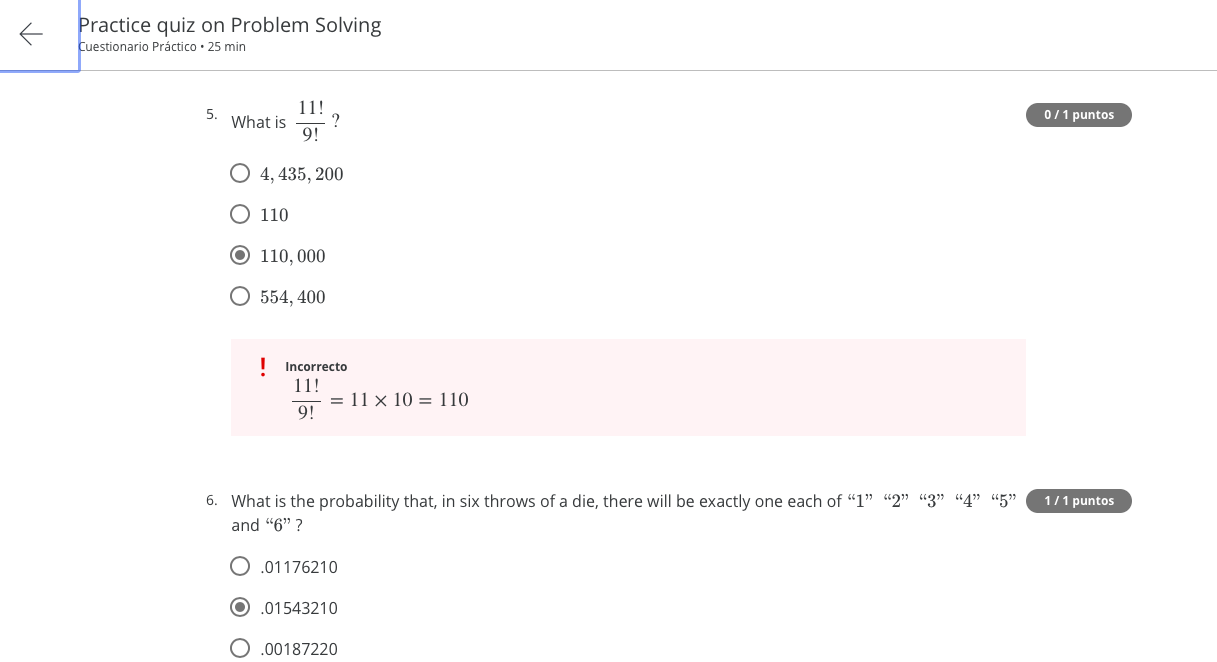 Practice quiz on Problem Solving
Cuestionario Práctico • 25 min
5. What is 11!/9! ?
0 / 1 puntos
4, 435, 200
110
110, 000
554, 400
! Incorrecto
11!/9! = 11 × 10 = 110
6. What is the probability that, in six throws of a die, there will be exactly one each of “1” “2” “3” “4” “5”
1 / 1 puntos
and “6” ?
.01176210
.01543210
.00187220